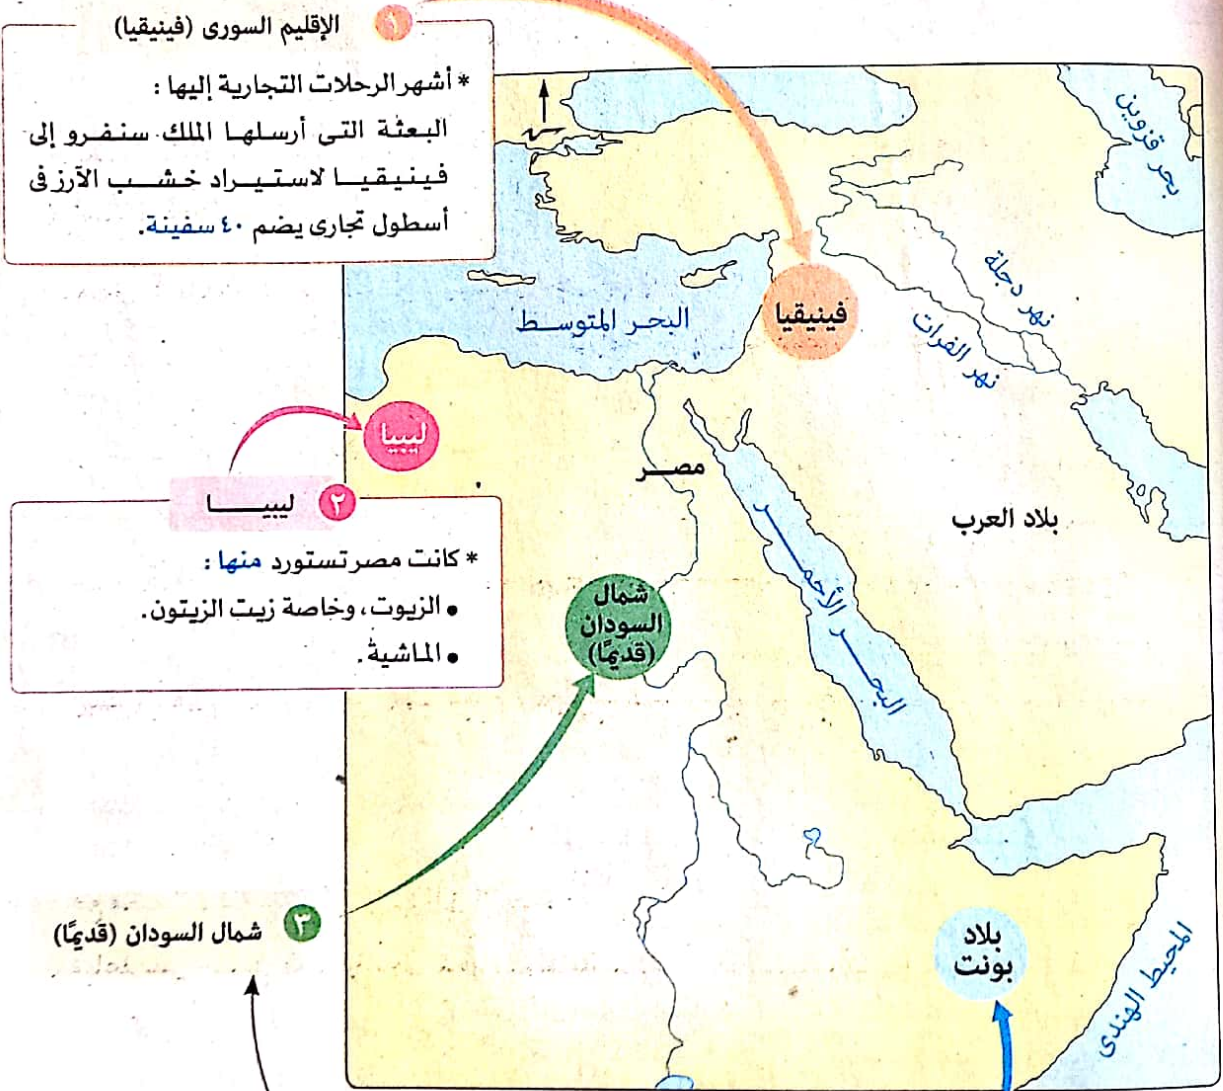 ١ الإقليم السورى (فينيقيا)
* أشهر الرحلات التجارية إليها :
البعثة التى أرسلها الملك سنفرو إلى
فينيقيا لاستيراد خشب الآرز فى
أسطول تجارى يضم ٤٠ سفينة.
بحر قزوين
نهر دجلة
نهر الفرات
فينيقيا
البحر المتوسط
ليبيا
مصر
بلاد العرب
٢ ليبيا
* كانت مصر تستورد منها :
• الزيوت، وخاصة زيت الزيتون.
• الماشية.
البحر الأحمر
شمال
السودان
(قديمًا)
٣ شمال السودان (قديمًا)
بلاد
بونت
المحيط الهندى